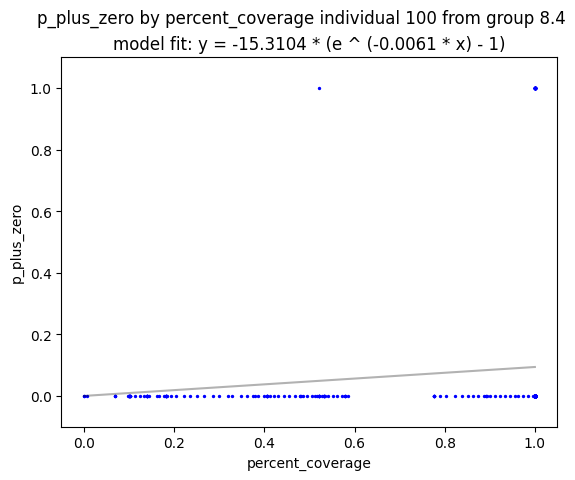 p_plus_zero by percent_coverage individual 100 from group 8.4
model fit: y = -15.3104 * (e ^ (-0.0061 * x) - 1)
1.0
0.8
0.6
0.4
0.2
0.0
p_plus_zero
0.0 0.2 0.4 0.6 0.8 1.0
percent_coverage